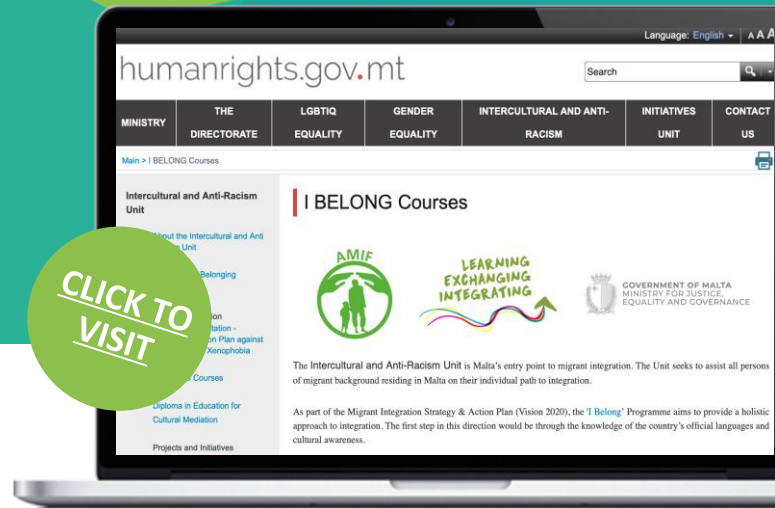 Language: English AAA
humanrights.gov.mt
Search
MINISTRY
THE DIRECTORATE
LGBTIQ EQUALITY
GENDER EQUALITY
INTERCULTURAL AND ANTI-RACISM
INITIATIVES UNIT
CONTACT US
Main > I BELONG Courses
Intercultural and Anti-Racism
Unit
About the Intercultural and Anti
Unit
Belonging
on Plan against
Xenophobia
Courses
Diploma in Education for
Cultural Mediation
Projects and Initiatives
CLICK TO
VISIT
I BELONG Courses
AMIF
LEARNING
EXCHANGING
INTEGRATING
GOVERNMENT OF MALTA
MINISTRY FOR JUSTICE,
EQUALITY AND GOVERNANCE
The Intercultural and Anti-Racism Unit is Malta's entry point to migrant integration. The Unit seeks to assist all persons
of migrant background residing in Malta on their individual path to integration.
As part of the Migrant Integration Strategy & Action Plan (Vision 2020), the 'I Belong' Programme aims to provide a holistic
approach to integration. The first step in this direction would be through the knowledge of the country's official languages and
cultural awareness.